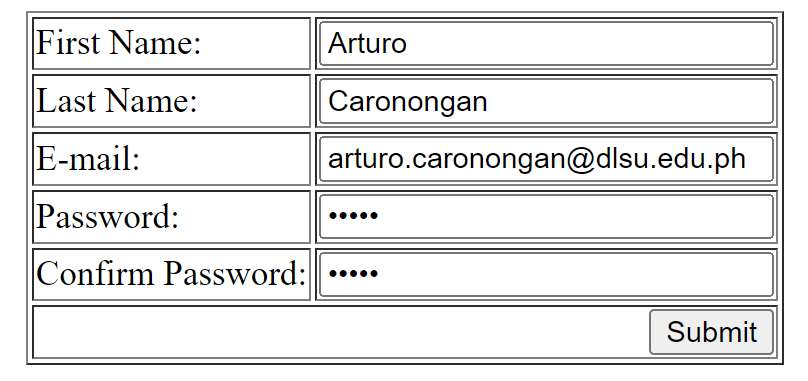 First Name: Arturo
Last Name: Caronongan
E-mail: arturo.caronongan@dlsu.edu.ph
Password: •••••
Confirm Password: •••••
Submit